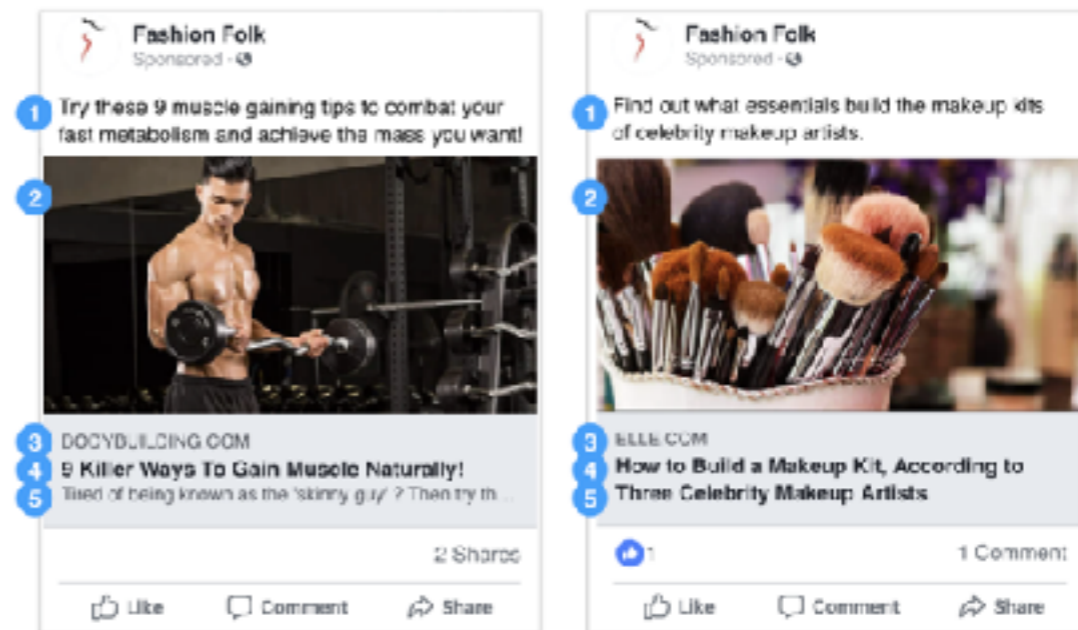 Fashion Folk
Sponsored ·
1 Try these 9 muscle gaining tips to combat your
fast metabolism and achieve the mass you want!
2
3 BODYBUILDING.COM
4 9 Killer Ways To Gain Muscle Naturally!
5 Tired of being known as the 'skinny guy' ? Then try th...
2 Shares
Like Comment Share
Fashion Folk
Sponsored ·
1 Find out what essentials build the makeup kits
of celebrity makeup artists.
2
3 ELLE.COM
4 How to Build a Makeup Kit, According to
5 Three Celebrity Makeup Artists
1 1 Comment
Like Comment Share